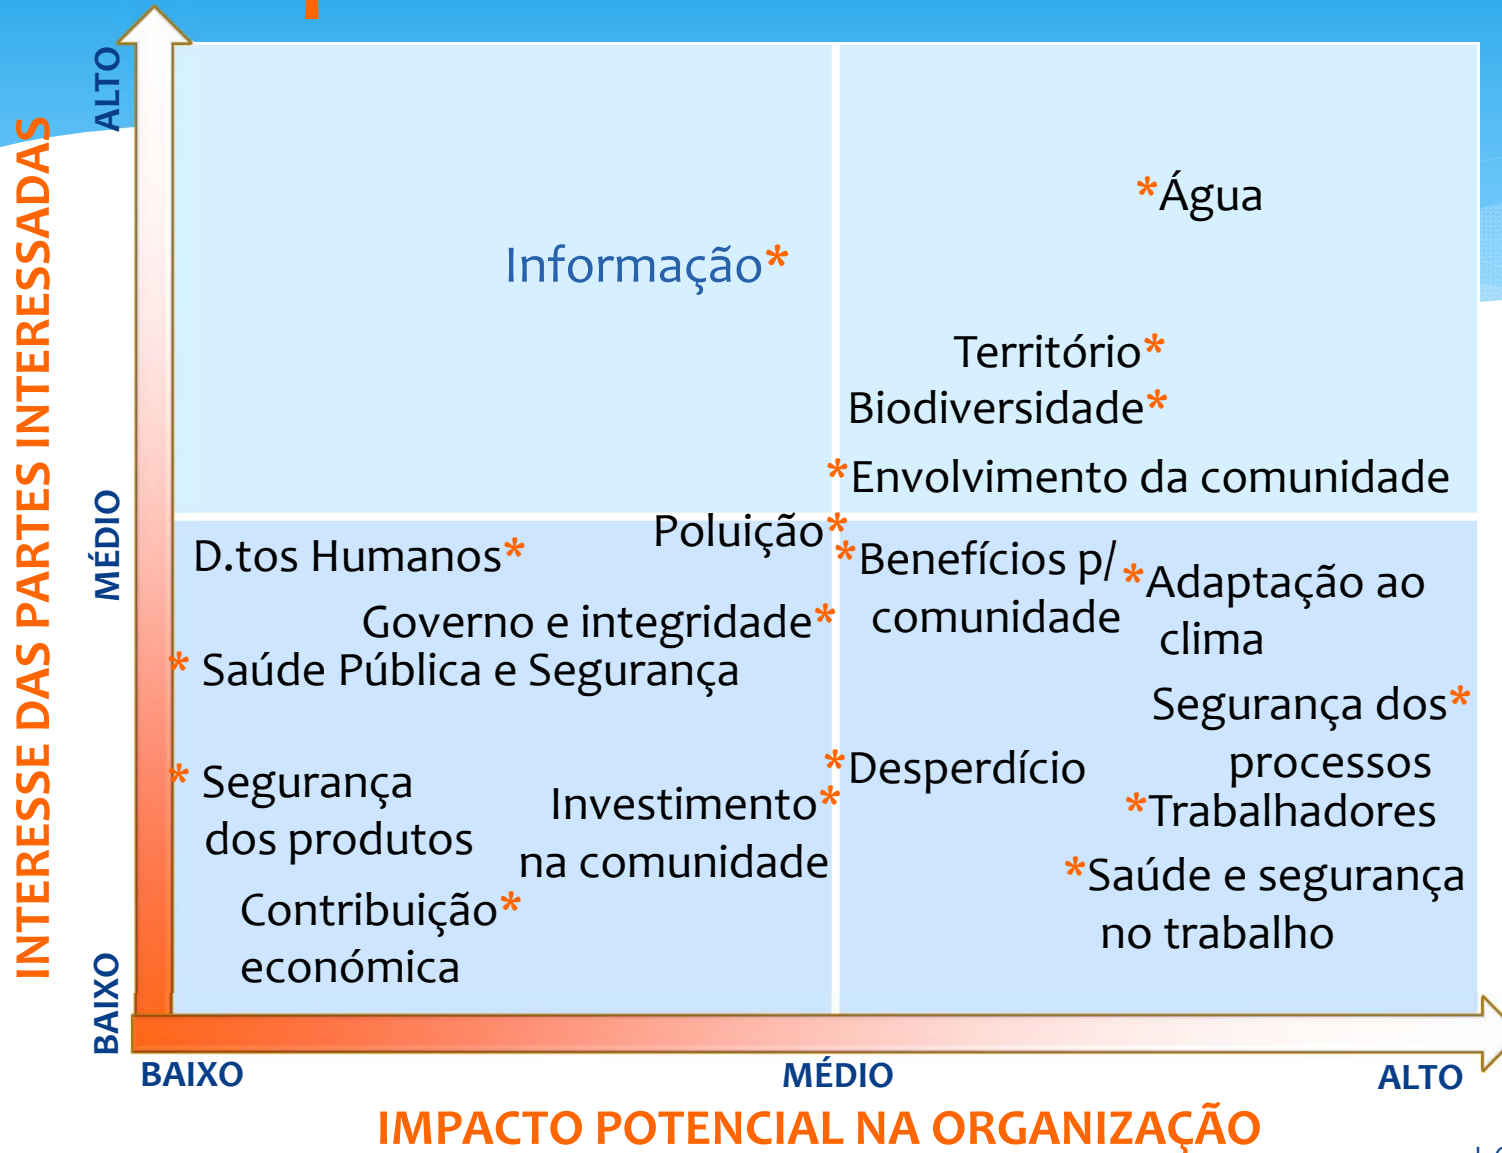 ALTO
INTERESSE DAS PARTES INTERESSADAS
MÉDIO
BAIXO
*Água
Informação*
Território*
Biodiversidade*
*Envolvimento da comunidade
Poluição*
D.tos Humanos*
*Benefícios p/
comunidade
*Adaptação ao
clima
Governo e integridade*
* Saúde Pública e Segurança
Segurança dos*
processos
*Desperdício
* Segurança
dos produtos
Investimento*
na comunidade
*Trabalhadores
*Saúde e segurança
no trabalho
Contribuição*
económica
BAIXO
MÉDIO
ALTO
IMPACTO POTENCIAL NA ORGANIZAÇÃO